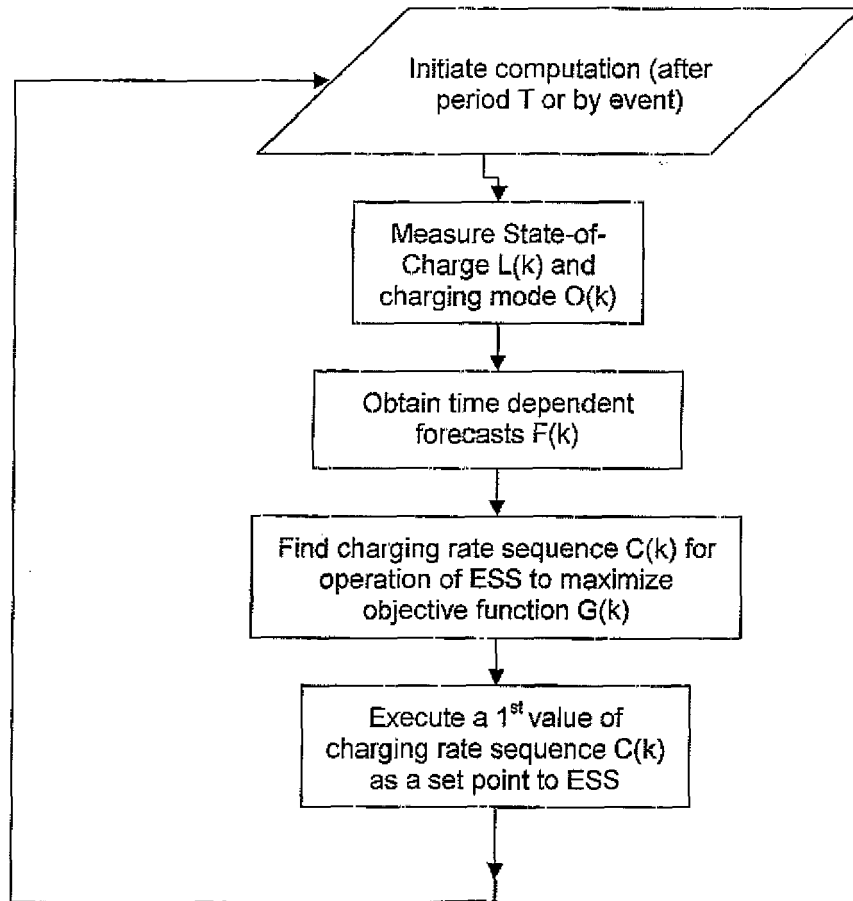 Initiate computation (after
period T or by event)
Measure State-of-
Charge L(k) and
charging mode O(k)
Obtain time dependent
forecasts F(k)
Find charging rate sequence C(k) for
operation of ESS to maximize
objective function G(k)
Execute a 1st value of
charging rate sequence C(k)
as a set point to ESS